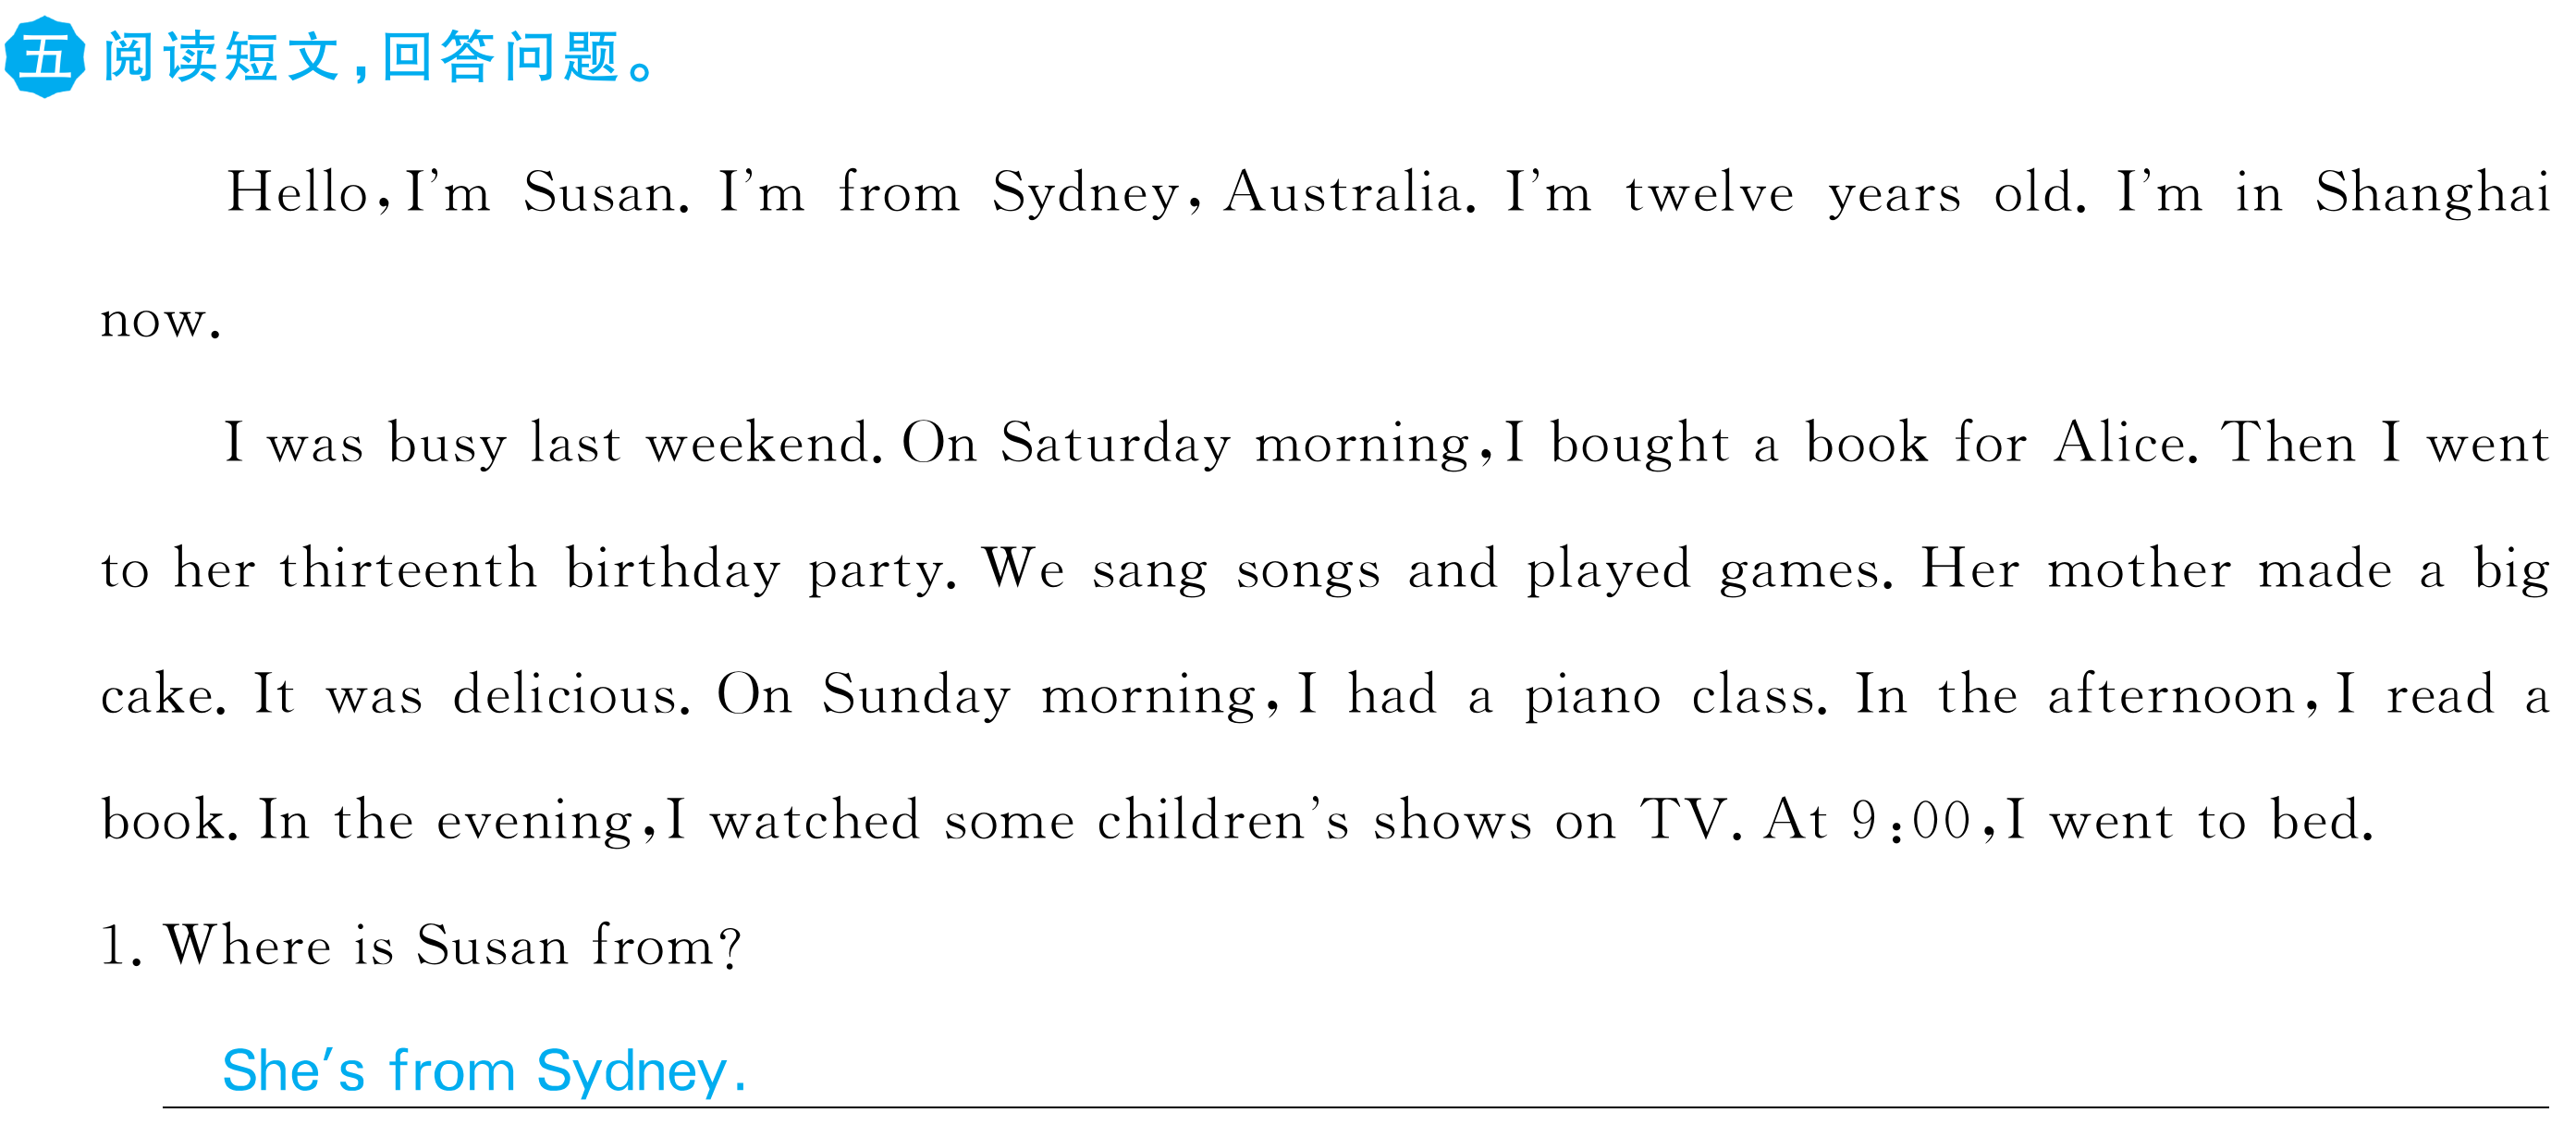 五 阅读短文,回答问题。
Hello,I'm Susan. I'm from Sydney, Australia. I'm twelve years old. I'm in Shanghai
now.
I was busy last weekend. On Saturday morning,I bought a book for Alice. Then I went
to her thirteenth birthday party. We sang songs and played games. Her mother made a big
cake. It was delicious. On Sunday morning,I had a piano class. In the afternoon,I read a
book. In the evening,I watched some children's shows on TV. At 9:00,I went to bed.
1. Where is Susan from?
She's from Sydney.